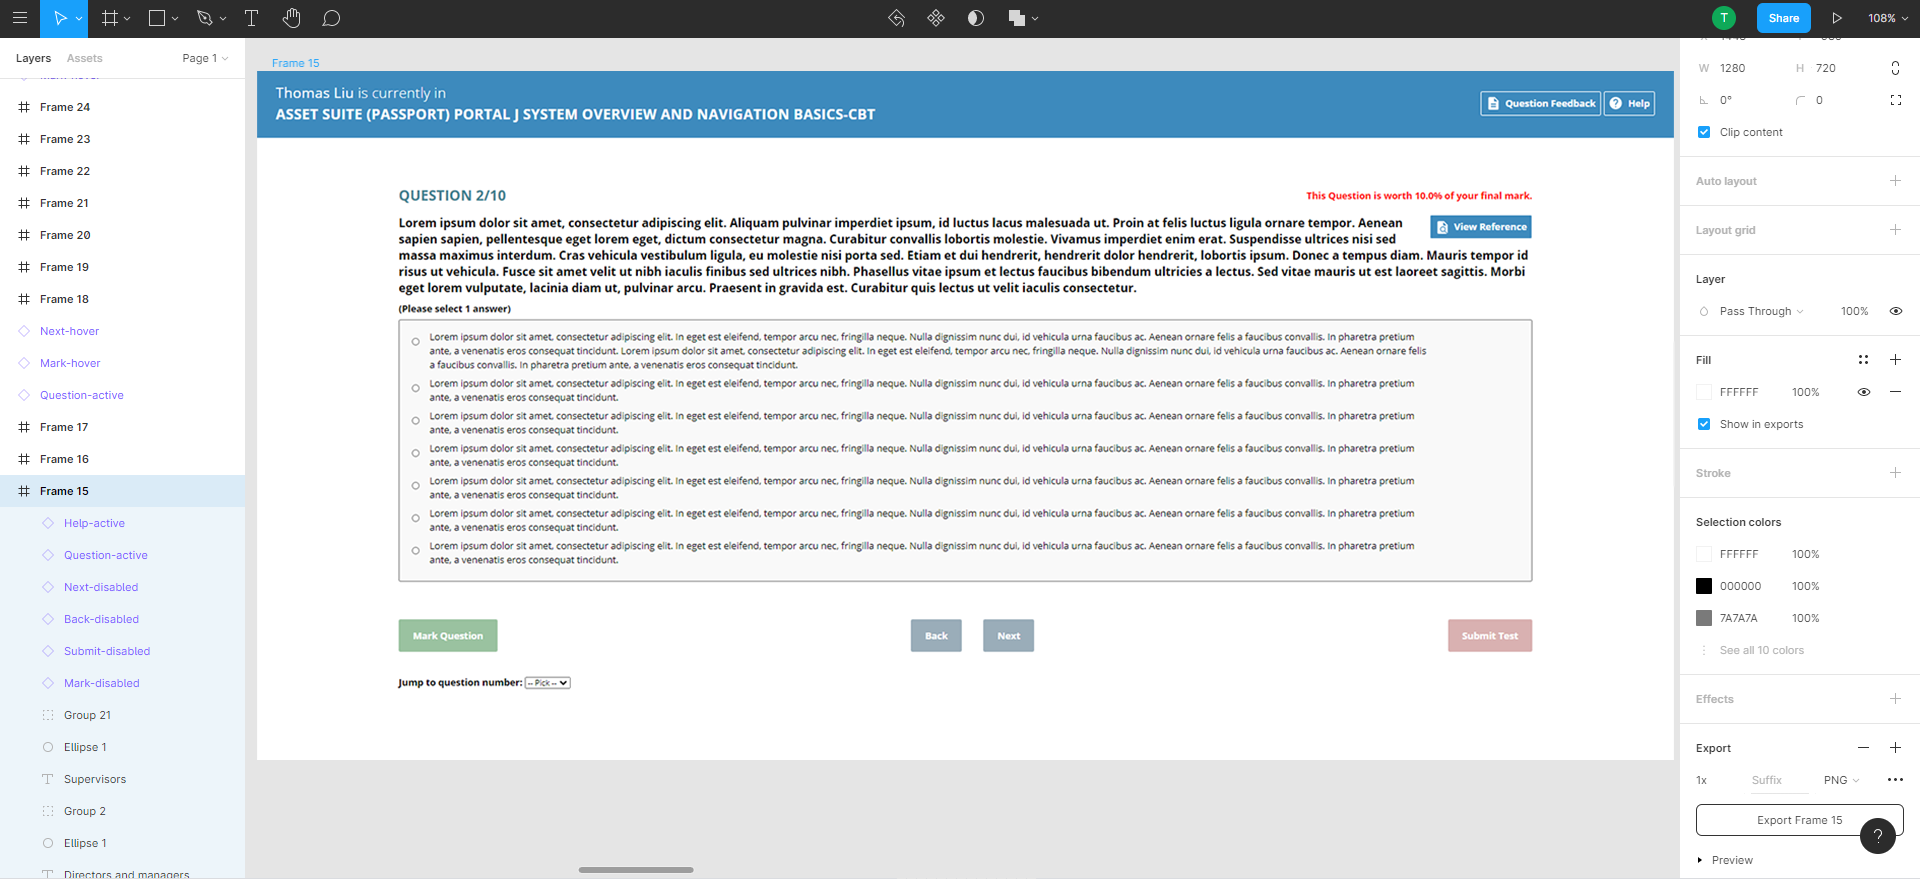 T
Share
108%
Layers
Assets
Page 1
Frame 24
Frame 23
Frame 22
Frame 21
Frame 20
Frame 19
Frame 18
Next-hover
Mark-hover
Question-active
Frame 17
Frame 16
Frame 15
Help-active
Question-active
Next-disabled
Back-disabled
Submit-disabled
Mark-disabled
Group 21
Ellipse 1
Supervisors
Group 2
Ellipse 1
Directors and managers
Frame 15
Thomas Liu is currently in
ASSET SUITE (PASSPORT) PORTAL J SYSTEM OVERVIEW AND NAVIGATION BASICS-CBT
Question Feedback
Help
QUESTION 2/10
This Question is worth 10.0% of your final mark.
Lorem ipsum dolor sit amet, consectetur adipiscing elit. Aliquam pulvinar imperdiet ipsum, id luctus lacus malesuada ut. Proin at felis luctus ligula ornare tempor. Aenean
View Reference
sapien sapien, pellentesque eget lorem eget, dictum consectetur magna. Curabitur convallis lobortis molestie. Vivamus imperdiet enim erat. Suspendisse ultrices nisi sed
massa maximus interdum. Cras vehicula vestibulum ligula, eu molestie nisi porta sed. Etiam et dui hendrerit, hendrerit dolor hendrerit, lobortis ipsum. Donec a tempus diam. Mauris tempor id
risus ut vehicula. Fusce sit amet velit ut nibh iaculis finibus sed ultrices nibh. Phasellus vitae ipsum et lectus faucibus bibendum ultricies a lectus. Sed vitae mauris ut est laoreet sagittis. Morbi
eget lorem vulputate, lacinia diam ut, pulvinar arcu. Praesent in gravida est. Curabitur quis lectus ut velit iaculis consectetur.
(Please select 1 answer)
Lorem ipsum dolor sit amet, consectetur adipiscing elit. In eget est eleifend, tempor arcu nec, fringilla neque. Nulla dignissim nunc dui, id vehicula urna faucibus ac. Aenean ornare felis a faucibus convallis. In pharetra pretium
ante, a venenatis eros consequat tincidunt. Lorem ipsum dolor sit amet, consectetur adipiscing elit. In eget est eleifend, tempor arcu nec, fringilla neque. Nulla dignissim nunc dui, id vehicula urna faucibus ac. Aenean ornare felis
a faucibus convallis. In pharetra pretium ante, a venenatis eros consequat tincidunt.
Lorem ipsum dolor sit amet, consectetur adipiscing elit. In eget est eleifend, tempor arcu nec, fringilla neque. Nulla dignissim nunc dui, id vehicula urna faucibus ac. Aenean ornare felis a faucibus convallis. In pharetra pretium
ante, a venenatis eros consequat tincidunt.
Lorem ipsum dolor sit amet, consectetur adipiscing elit. In eget est eleifend, tempor arcu nec, fringilla neque. Nulla dignissim nunc dui, id vehicula urna faucibus ac. Aenean ornare felis a faucibus convallis. In pharetra pretium
ante, a venenatis eros consequat tincidunt.
Lorem ipsum dolor sit amet, consectetur adipiscing elit. In eget est eleifend, tempor arcu nec, fringilla neque. Nulla dignissim nunc dui, id vehicula urna faucibus ac. Aenean ornare felis a faucibus convallis. In pharetra pretium
ante, a venenatis eros consequat tincidunt.
Lorem ipsum dolor sit amet, consectetur adipiscing elit. In eget est eleifend, tempor arcu nec, fringilla neque. Nulla dignissim nunc dui, id vehicula urna faucibus ac. Aenean ornare felis a faucibus convallis. In pharetra pretium
ante, a venenatis eros consequat tincidunt.
Lorem ipsum dolor sit amet, consectetur adipiscing elit. In eget est eleifend, tempor arcu nec, fringilla neque. Nulla dignissim nunc dui, id vehicula urna faucibus ac. Aenean ornare felis a faucibus convallis. In pharetra pretium
ante, a venenatis eros consequat tincidunt.
Lorem ipsum dolor sit amet, consectetur adipiscing elit. In eget est eleifend, tempor arcu nec, fringilla neque. Nulla dignissim nunc dui, id vehicula urna faucibus ac. Aenean ornare felis a faucibus convallis. In pharetra pretium
ante, a venenatis eros consequat tincidunt.
Mark Question
Back
Next
Submit Test
Jump to question number: -- Pick --
W 1280 H 720
0° 0
Clip content
Auto layout
Layout grid
Layer
Pass Through 100%
Fill
FFFFFF 100%
Show in exports
Stroke
Selection colors
FFFFFF 100%
000000 100%
7A7A7A 100%
See all 10 colors
Effects
Export
1x Suffix PNG
Export Frame 15
?
Preview